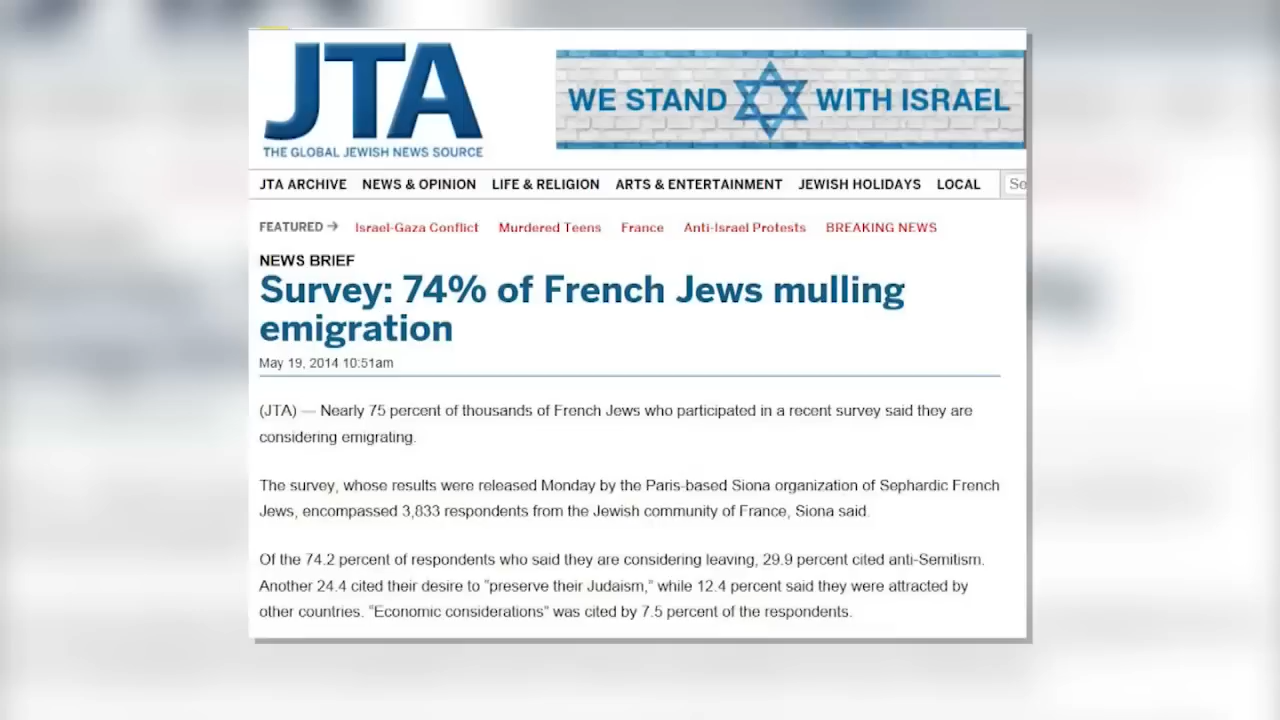 JTA
THE GLOBAL JEWISH NEWS SOURCE
WE STAND WITH ISRAEL
JTA ARCHIVE NEWS & OPINION LIFE & RELIGION ARTS & ENTERTAINMENT JEWISH HOLIDAYS LOCAL
FEATURED → Israel-Gaza Conflict Murdered Teens France Anti-Israel Protests BREAKING NEWS
NEWS BRIEF
Survey: 74% of French Jews mulling
emigration
May 19, 2014 10:51am
(JTA) — Nearly 75 percent of thousands of French Jews who participated in a recent survey said they are
considering emigrating.
The survey, whose results were released Monday by the Paris-based Siona organization of Sephardic French
Jews, encompassed 3,833 respondents from the Jewish community of France, Siona said.
Of the 74.2 percent of respondents who said they are considering leaving, 29.9 percent cited anti-Semitism.
Another 24.4 cited their desire to “preserve their Judaism,” while 12.4 percent said they were attracted by
other countries. “Economic considerations” was cited by 7.5 percent of the respondents.